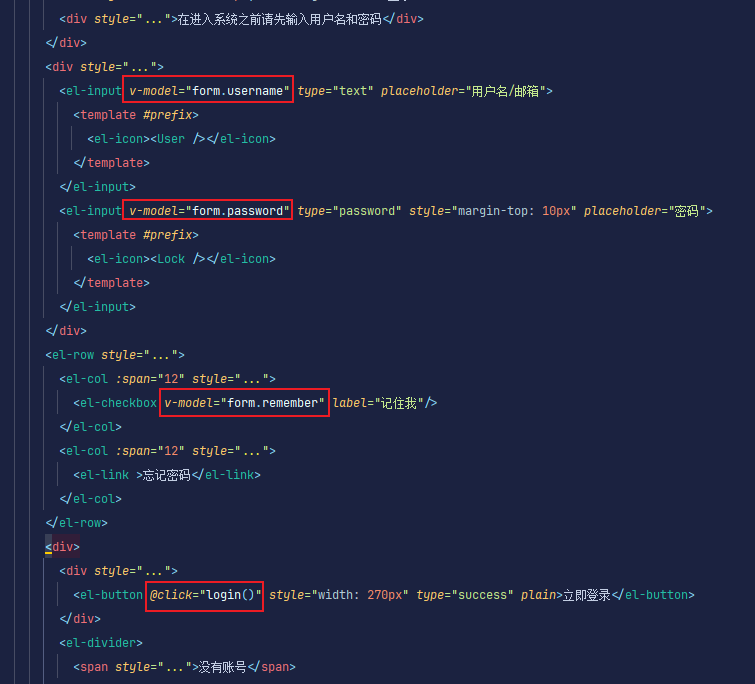 <div style="...">在进入系统之前请先输入用户名和密码</div>
</div>
<div style="...">
<el-input v-model="form.username" type="text" placeholder="用户名/邮箱">
<template #prefix>
<el-icon><User /></el-icon>
</template>
</el-input>
<el-input v-model="form.password" type="password" style="margin-top: 10px" placeholder="密码">
<template #prefix>
<el-icon><Lock /></el-icon>
</template>
</el-input>
</div>
<el-row style="...">
<el-col :span="12" style="...">
<el-checkbox v-model="form.remember" label="记住我"/>
</el-col>
<el-col :span="12" style="...">
<el-link >忘记密码</el-link>
</el-col>
</el-row>
<div>
<div style="...">
<el-button @click="login()" style="width: 270px" type="success" plain>立即登录</el-button>
</div>
<el-divider>
<span style="...">没有账号</span>